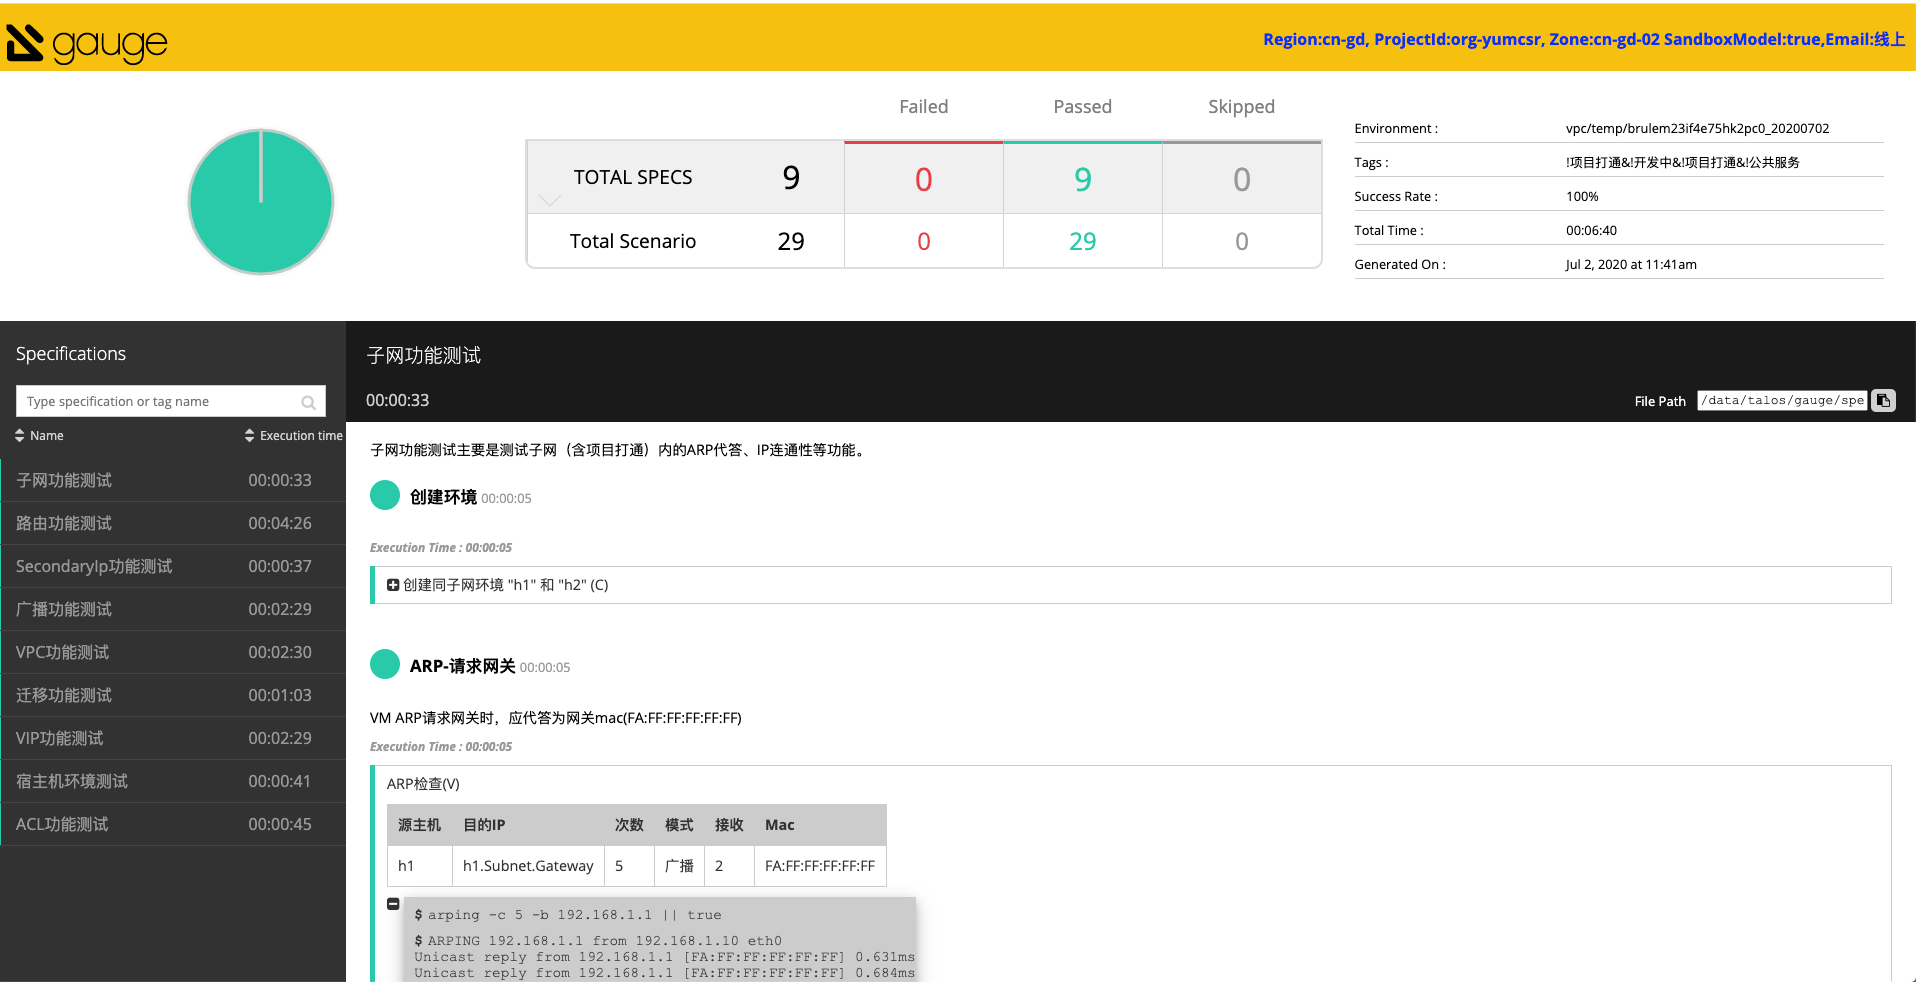 gauge
Region:cn-gd, ProjectId:org-yumcsr, Zone:cn-gd-02 SandboxModel:true,Email:线上
Failed Passed Skipped
TOTAL SPECS 9 0 9 0
Total Scenario 29 0 29 0
Environment : vpc/temp/brulem23if4e75hk2pc0_20200702
Tags : !项目打通&!开发中&!项目打通&!公共服务
Success Rate : 100%
Total Time : 00:06:40
Generated On : Jul 2, 2020 at 11:41am
Specifications
Type specification or tag name
Name Execution time
子网功能测试 00:00:33
路由功能测试 00:04:26
SecondaryIp功能测试 00:00:37
广播功能测试 00:02:29
VPC功能测试 00:02:30
迁移功能测试 00:01:03
VIP功能测试 00:02:29
宿主机环境测试 00:00:41
ACL功能测试 00:00:45
子网功能测试
00:00:33
File Path /data/talos/gauge/spe
子网功能测试主要是测试子网（含项目打通）内的ARP代答、IP连通性等功能。
创建环境 00:00:05
Execution Time : 00:00:05
创建同子网环境 "h1" 和 "h2" (C)
ARP-请求网关 00:00:05
VM ARP请求网关时，应代答为网关mac(FA:FF:FF:FF:FF:FF)
Execution Time : 00:00:05
ARP检查(V)
源主机 目的IP 次数 模式 接收 Mac
h1 h1.Subnet.Gateway 5 广播 2 FA:FF:FF:FF:FF:FF
$ arping -c 5 -b 192.168.1.1 || true
$ ARPING 192.168.1.1 from 192.168.1.10 eth0
Unicast reply from 192.168.1.1 [FA:FF:FF:FF:FF:FF] 0.631ms
Unicast reply from 192.168.1.1 [FA:FF:FF:FF:FF:FF] 0.684ms